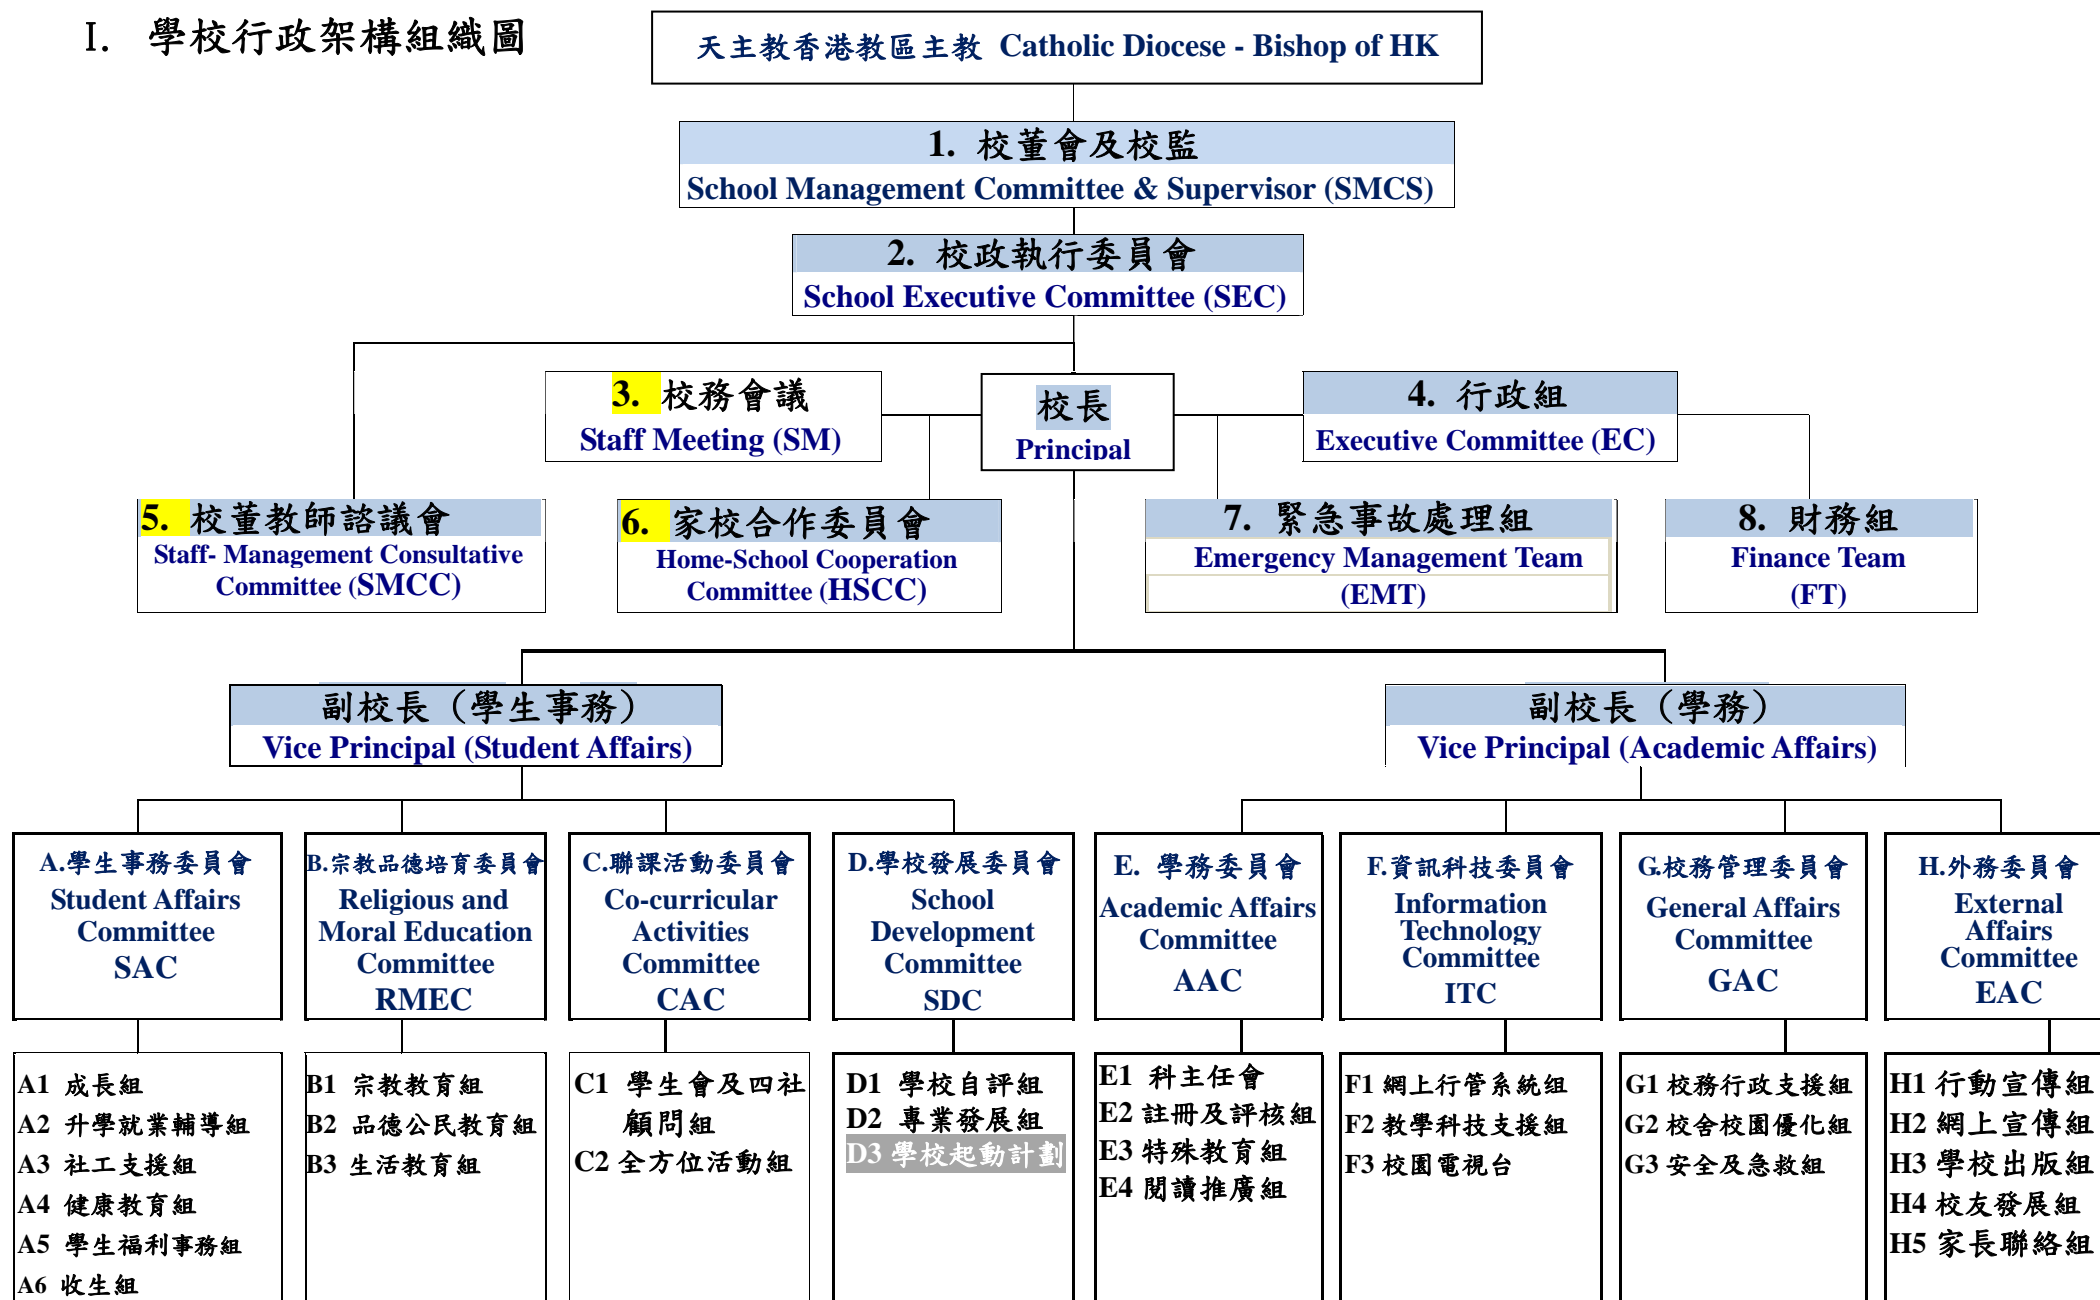 I. 學校行政架構組織圖
天主教香港教區主教 Catholic Diocese - Bishop of HK
1. 校董會及校監
School Management Committee & Supervisor (SMCS)
2. 校政執行委員會
School Executive Committee (SEC)
3. 校務會議
Staff Meeting (SM)
校長
Principal
4. 行政組
Executive Committee (EC)
5. 校董教師諮議會
Staff- Management Consultative
Committee (SMCC)
6. 家校合作委員會
Home-School Cooperation
Committee (HSCC)
7. 緊急事故處理組
Emergency Management Team
(EMT)
8. 財務組
Finance Team
(FT)
副校長（學生事務）
Vice Principal (Student Affairs)
副校長（學務）
Vice Principal (Academic Affairs)
A.學生事務委員會
Student Affairs
Committee
SAC
B.宗教品德培育委員會
Religious and
Moral Education
Committee
RMEC
C.聯課活動委員會
Co-curricular
Activities
Committee
CAC
D.學校發展委員會
School
Development
Committee
SDC
E. 學務委員會
Academic Affairs
Committee
AAC
F.資訊科技委員會
Information
Technology
Committee
ITC
G.校務管理委員會
General Affairs
Committee
GAC
H.外務委員會
External
Affairs
Committee
EAC
A1 成長組
A2 升學就業輔導組
A3 社工支援組
A4 健康教育組
A5 學生福利事務組
A6 收生組
B1 宗教教育組
B2 品德公民教育組
B3 生活教育組
C1 學生會及四社
顧問組
C2 全方位活動組
D1 學校自評組
D2 專業發展組
D3 學校起動計劃
E1 科主任會
E2 註冊及評核組
E3 特殊教育組
E4 閱讀推廣組
F1 網上行管系統组
F2 教學科技支援組
F3 校園電視台
G1 校務行政支援組
G2 校舍校園優化組
G3 安全及急救組
H1 行動宣傳組
H2 網上宣傳組
H3 學校出版組
H4 校友發展組
H5 家長聯絡組